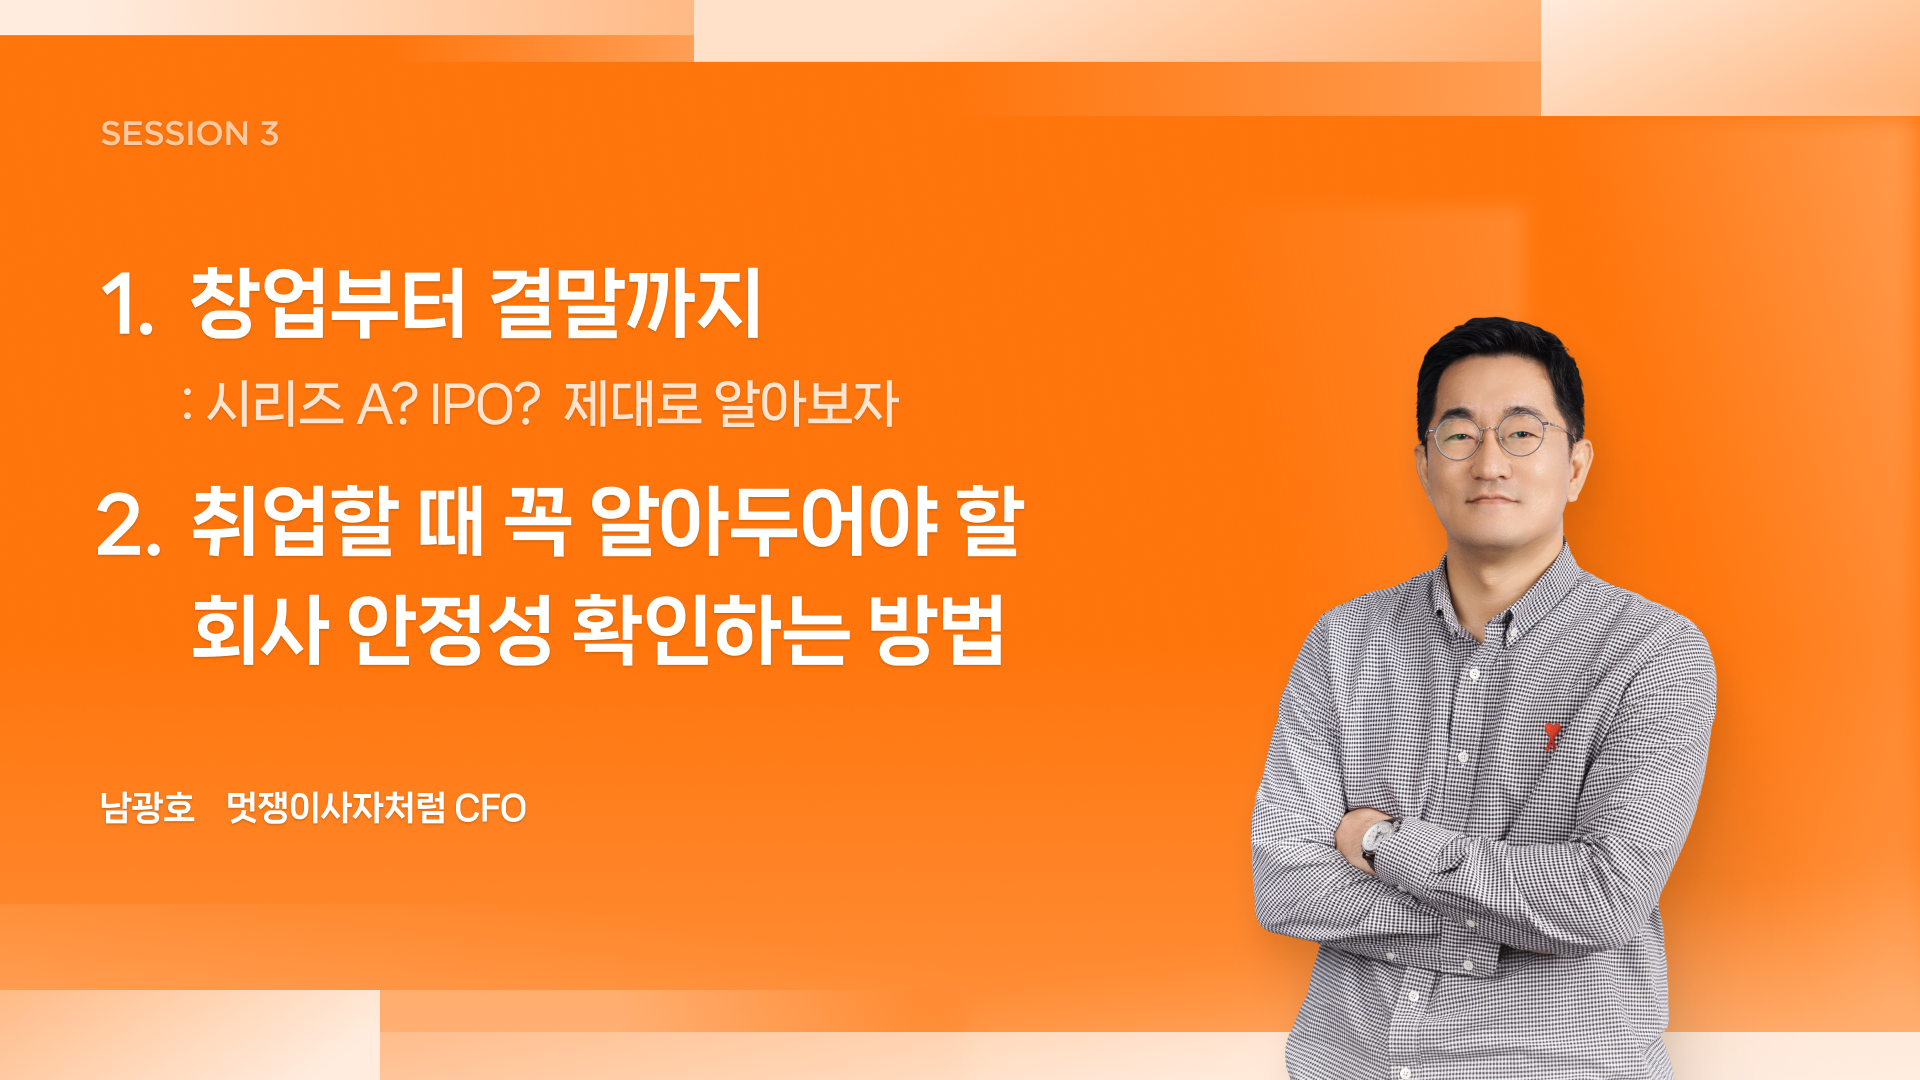 SESSION 3
1. 창업부터 결말까지
: 시리즈 A? IPO? 제대로 알아보자
2. 취업할 때 꼭 알아두어야 할
회사 안정성 확인하는 방법
남광호 멋쟁이사자처럼 CFO